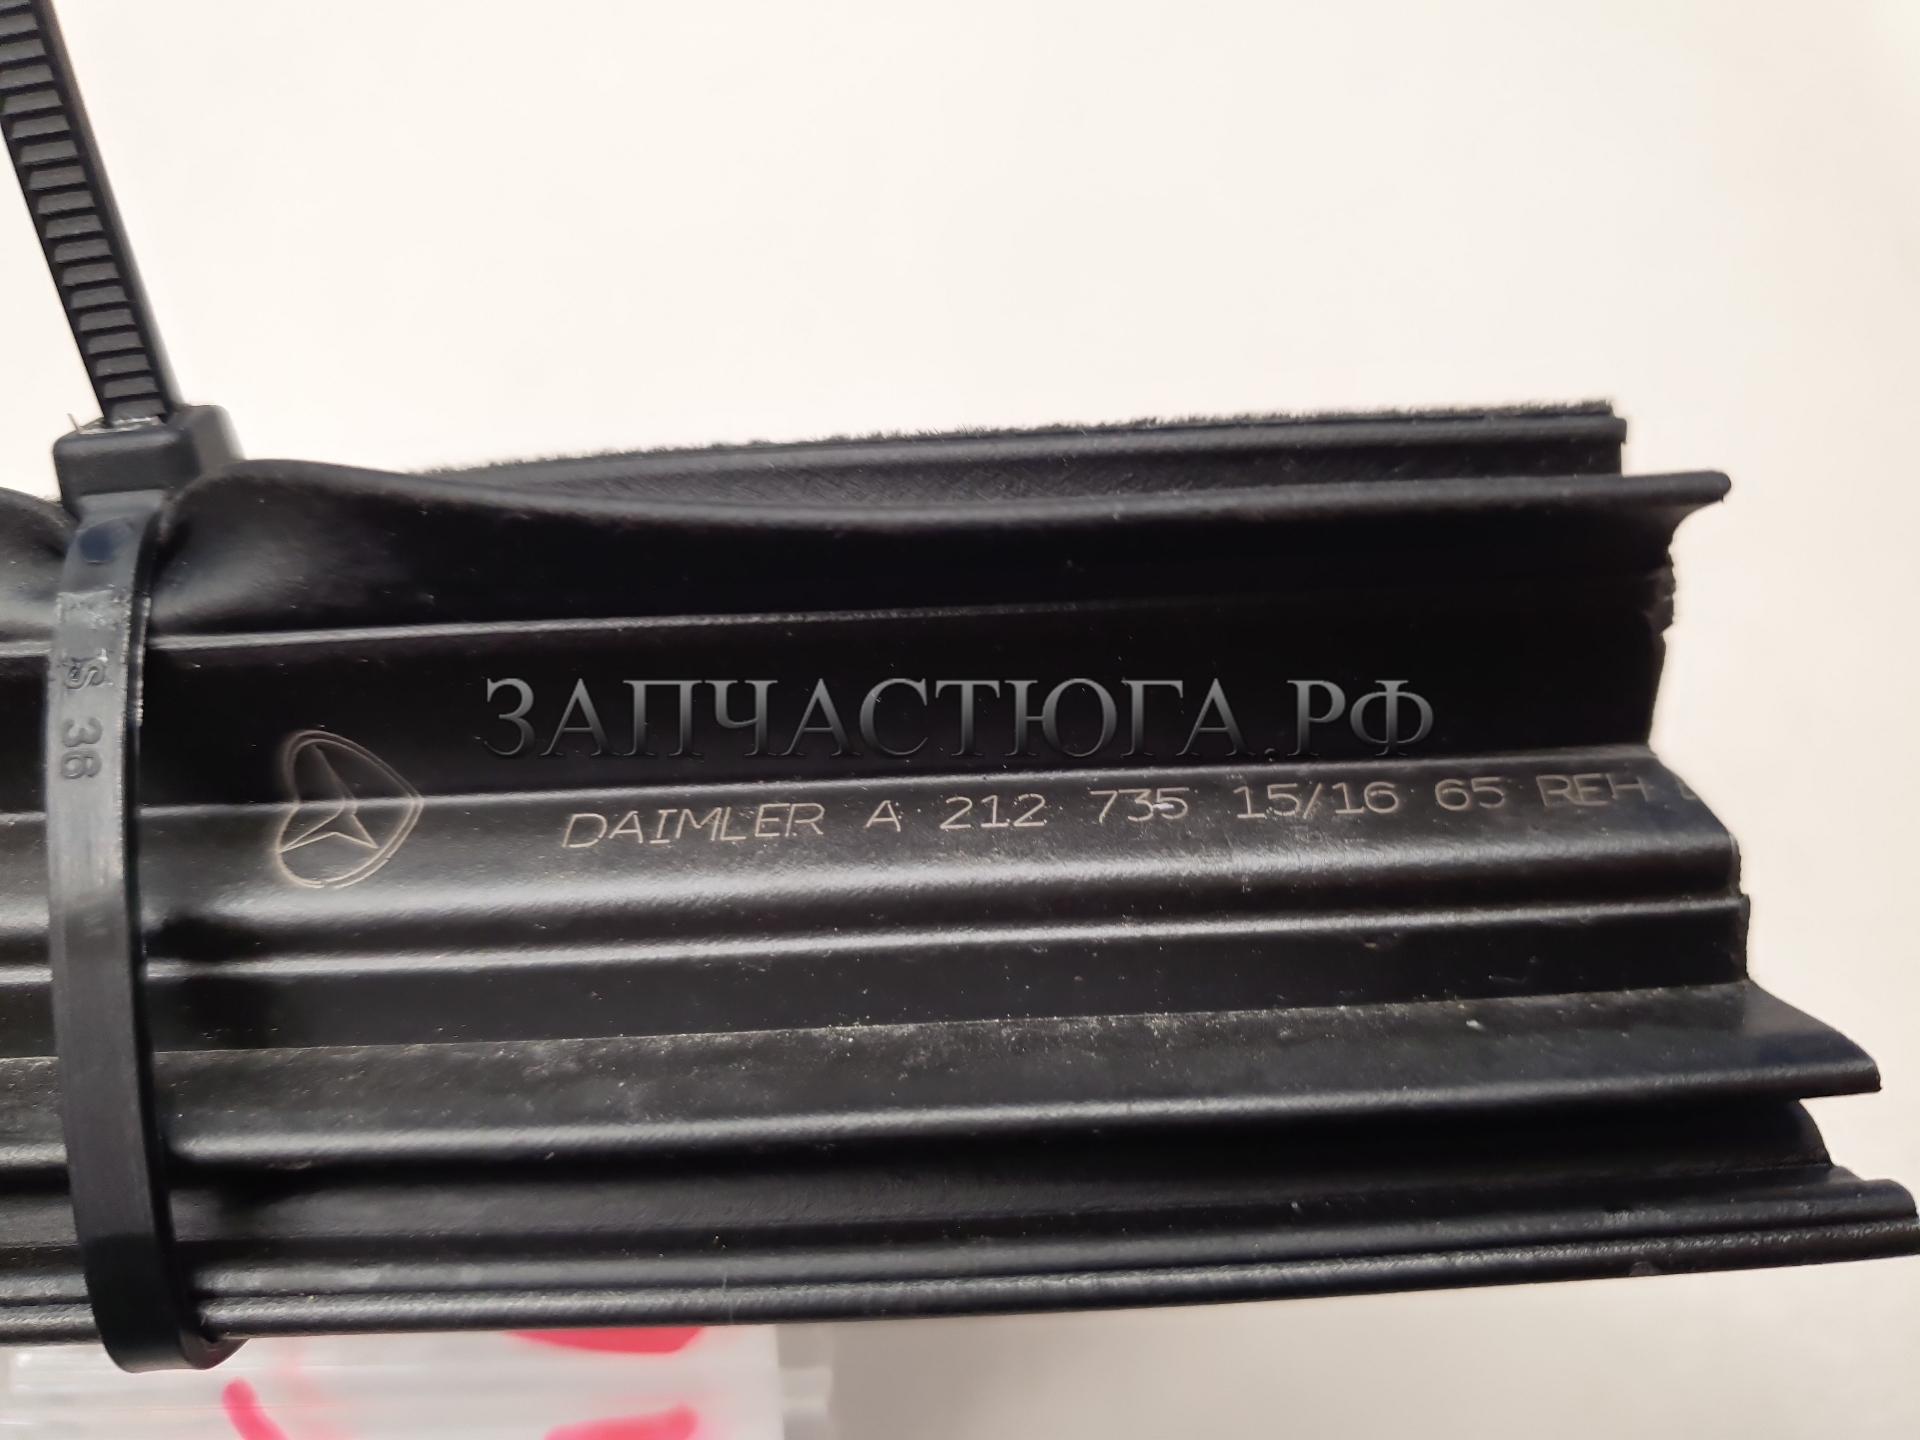 S 36
ЗАПЧАСТЮГА.РФ
DAIMLER A 212 735 15/16 65 REH